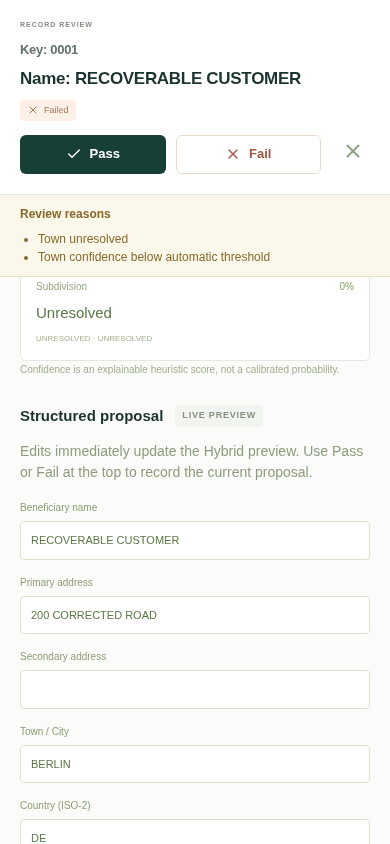 RECORD REVIEW
Key: 0001
Name: RECOVERABLE CUSTOMER
Failed
Pass
Fail
Review reasons
Town unresolved
Town confidence below automatic threshold
Subdivision 0%
Unresolved
UNRESOLVED · UNRESOLVED
Confidence is an explainable heuristic score, not a calibrated probability.
Structured proposal LIVE PREVIEW
Edits immediately update the Hybrid preview. Use Pass
or Fail at the top to record the current proposal.
Beneficiary name
RECOVERABLE CUSTOMER
Primary address
200 CORRECTED ROAD
Secondary address
Town / City
BERLIN
Country (ISO-2)
DE